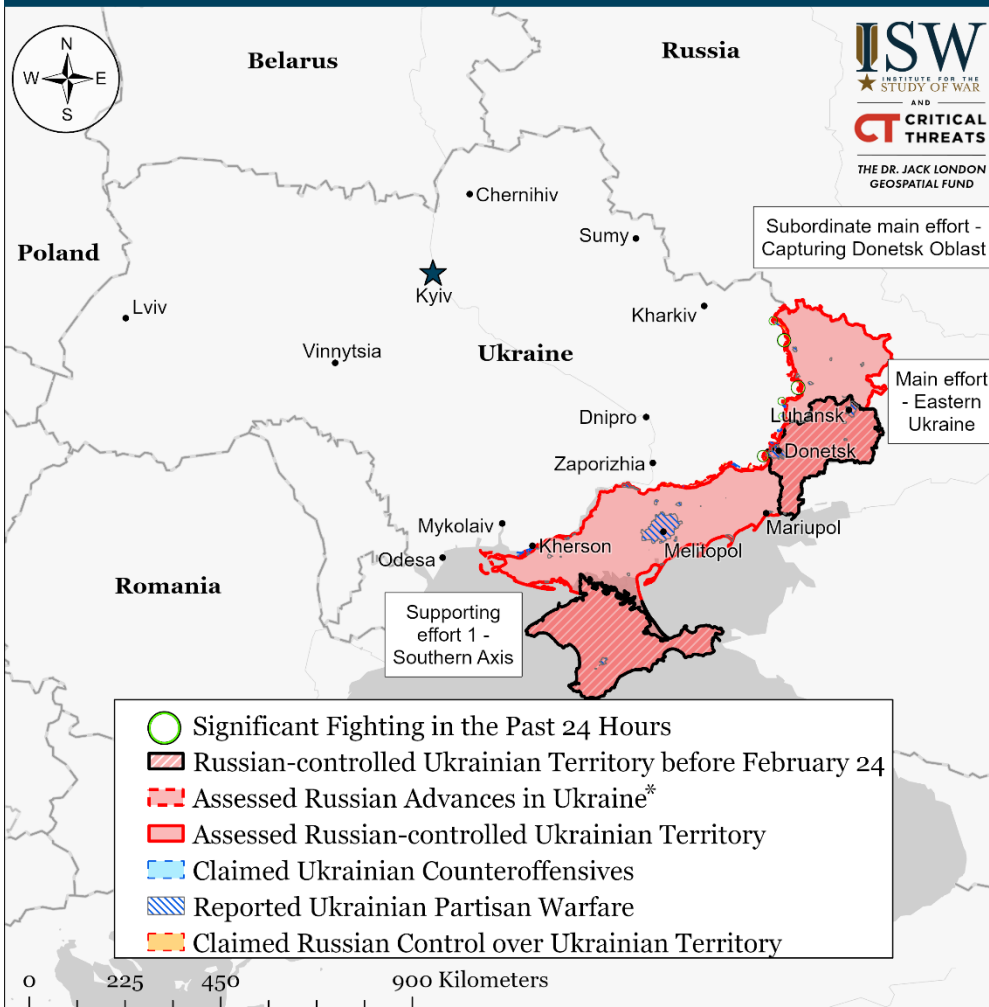 N
W
E
S
Belarus
Russia
ISW
INSTITUTE FOR THE
STUDY OF WAR
AND
CT CRITICAL
THREATS
THE DR. JACK LONDON
GEOSPATIAL FUND
Chernihiv
Subordinate main effort -
Capturing Donetsk Oblast
Sumy
Poland
Kyiv
Lviv
Kharkiv
Vinnytsia
Ukraine
Main effort
- Eastern
Ukraine
Dnipro
Luhansk
Donetsk
Zaporizhia
Mykolaiv
Mariupol
Kherson
Melitopol
Odesa
Romania
Supporting
effort 1 -
Southern Axis
Significant Fighting in the Past 24 Hours
Russian-controlled Ukrainian Territory before February 24
Assessed Russian Advances in Ukraine*
Assessed Russian-controlled Ukrainian Territory
Claimed Ukrainian Counteroffensives
Reported Ukrainian Partisan Warfare
Claimed Russian Control over Ukrainian Territory
0 225 450 900 Kilometers